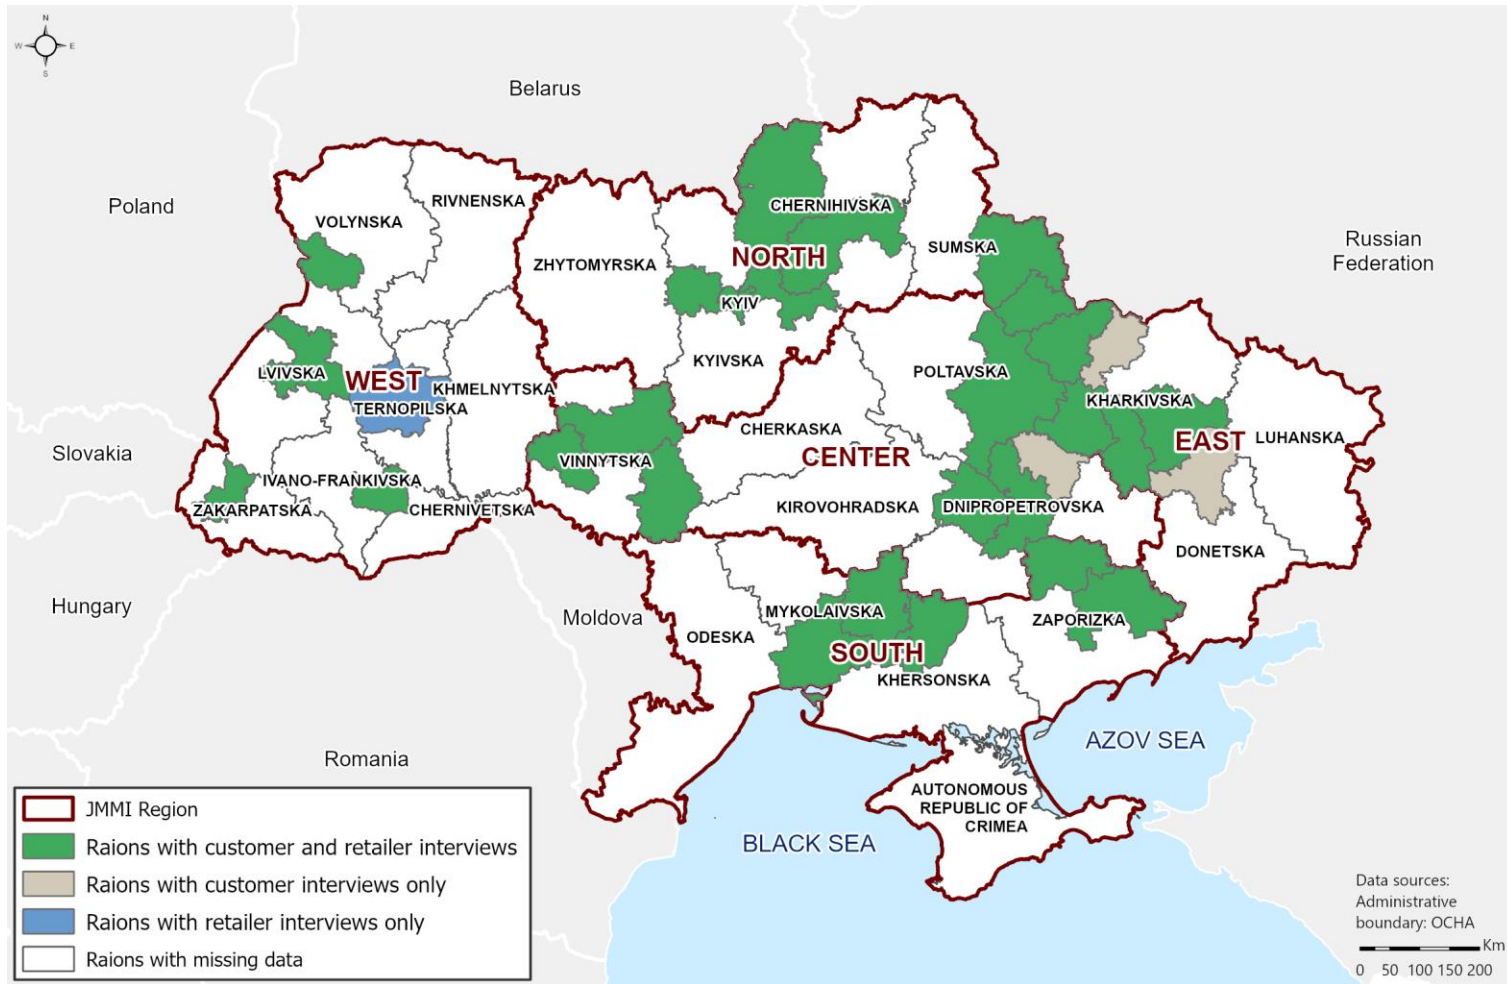 N
W
E
S
Belarus
Poland
Russian
Federation
Slovakia
Hungary
Moldova
Romania
VOLYNSKA
RIVNENSKA
ZHYTOMYRSKA
CHERNIHIVSKA
NORTH
SUMSKA
KYIV
KYIVSKA
LVIVSKA
WEST
KHMELNYTSKA
TERNOPILSKA
POLTAVSKA
KHARKIVSKA
EAST
LUHANSKA
CHERKASKA
CENTER
VINNYTSKA
IVANO-FRANKIVSKA
ZAKARPATSKA
CHERNIVETSKA
KIROVOHRADSKA
DNIPROPETROVSKA
DONETSKA
MYKOLAIVSKA
ZAPORIZKA
ODESKA
SOUTH
KHERSONSKA
AZOV SEA
AUTONOMOUS
REPUBLIC OF
CRIMEA
BLACK SEA
JMMI Region
Raions with customer and retailer interviews
Raions with customer interviews only
Raions with retailer interviews only
Raions with missing data
Data sources:
Administrative
boundary: OCHA
Km
0 50 100 150 200